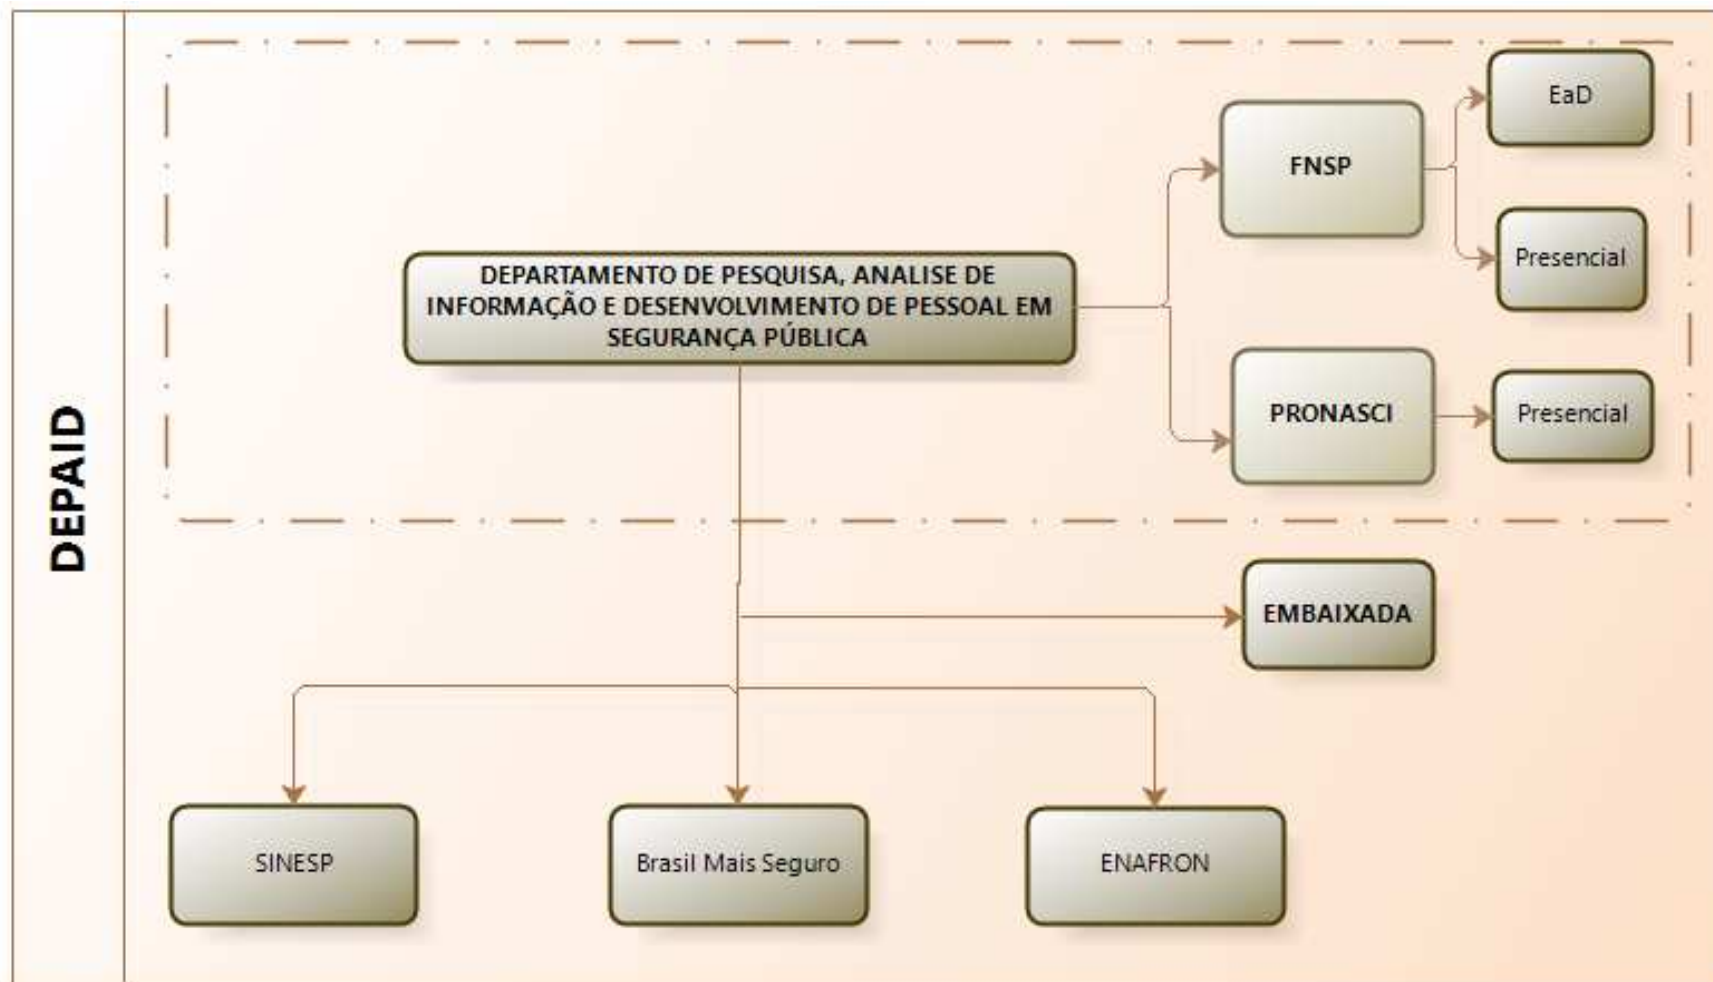 DEPAID
EaD
FNSP
Presencial
DEPARTAMENTO DE PESQUISA, ANALISE DE
INFORMAÇÃO E DESENVOLVIMENTO DE PESSOAL EM
SEGURANÇA PÚBLICA
PRONASCI
Presencial
EMBAIXADA
SINESP
Brasil Mais Seguro
ENAFRON